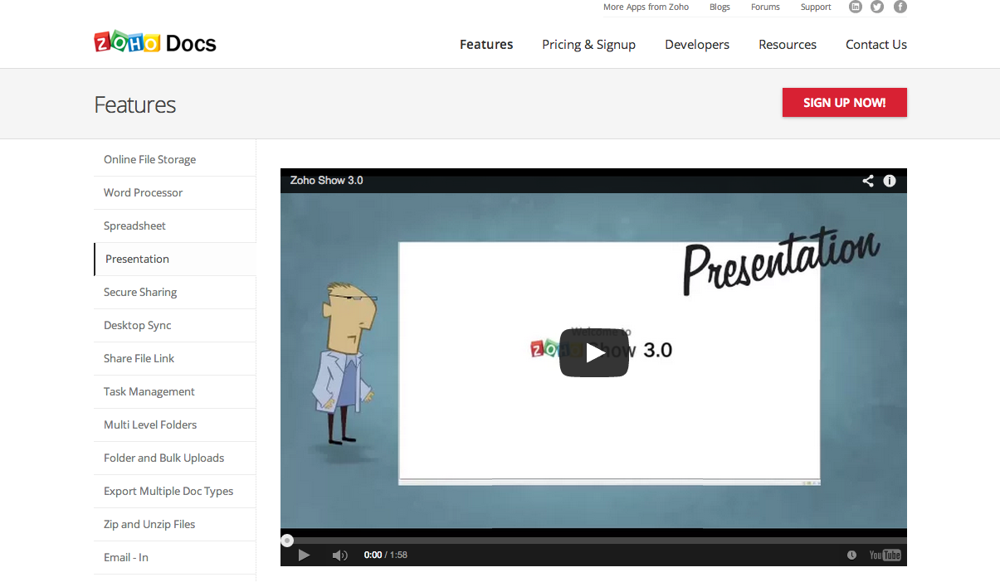 More Apps from Zoho Blogs Forums Support
ZOHO Docs
Features Pricing & Signup Developers Resources Contact Us
Features
SIGN UP NOW!
Online File Storage
Word Processor
Spreadsheet
Presentation
Secure Sharing
Desktop Sync
Share File Link
Task Management
Multi Level Folders
Folder and Bulk Uploads
Export Multiple Doc Types
Zip and Unzip Files
Email - In
Zoho Show 3.0
Presentation
Welcome to
ZOHO Show 3.0
0:00 / 1:58
YouTube